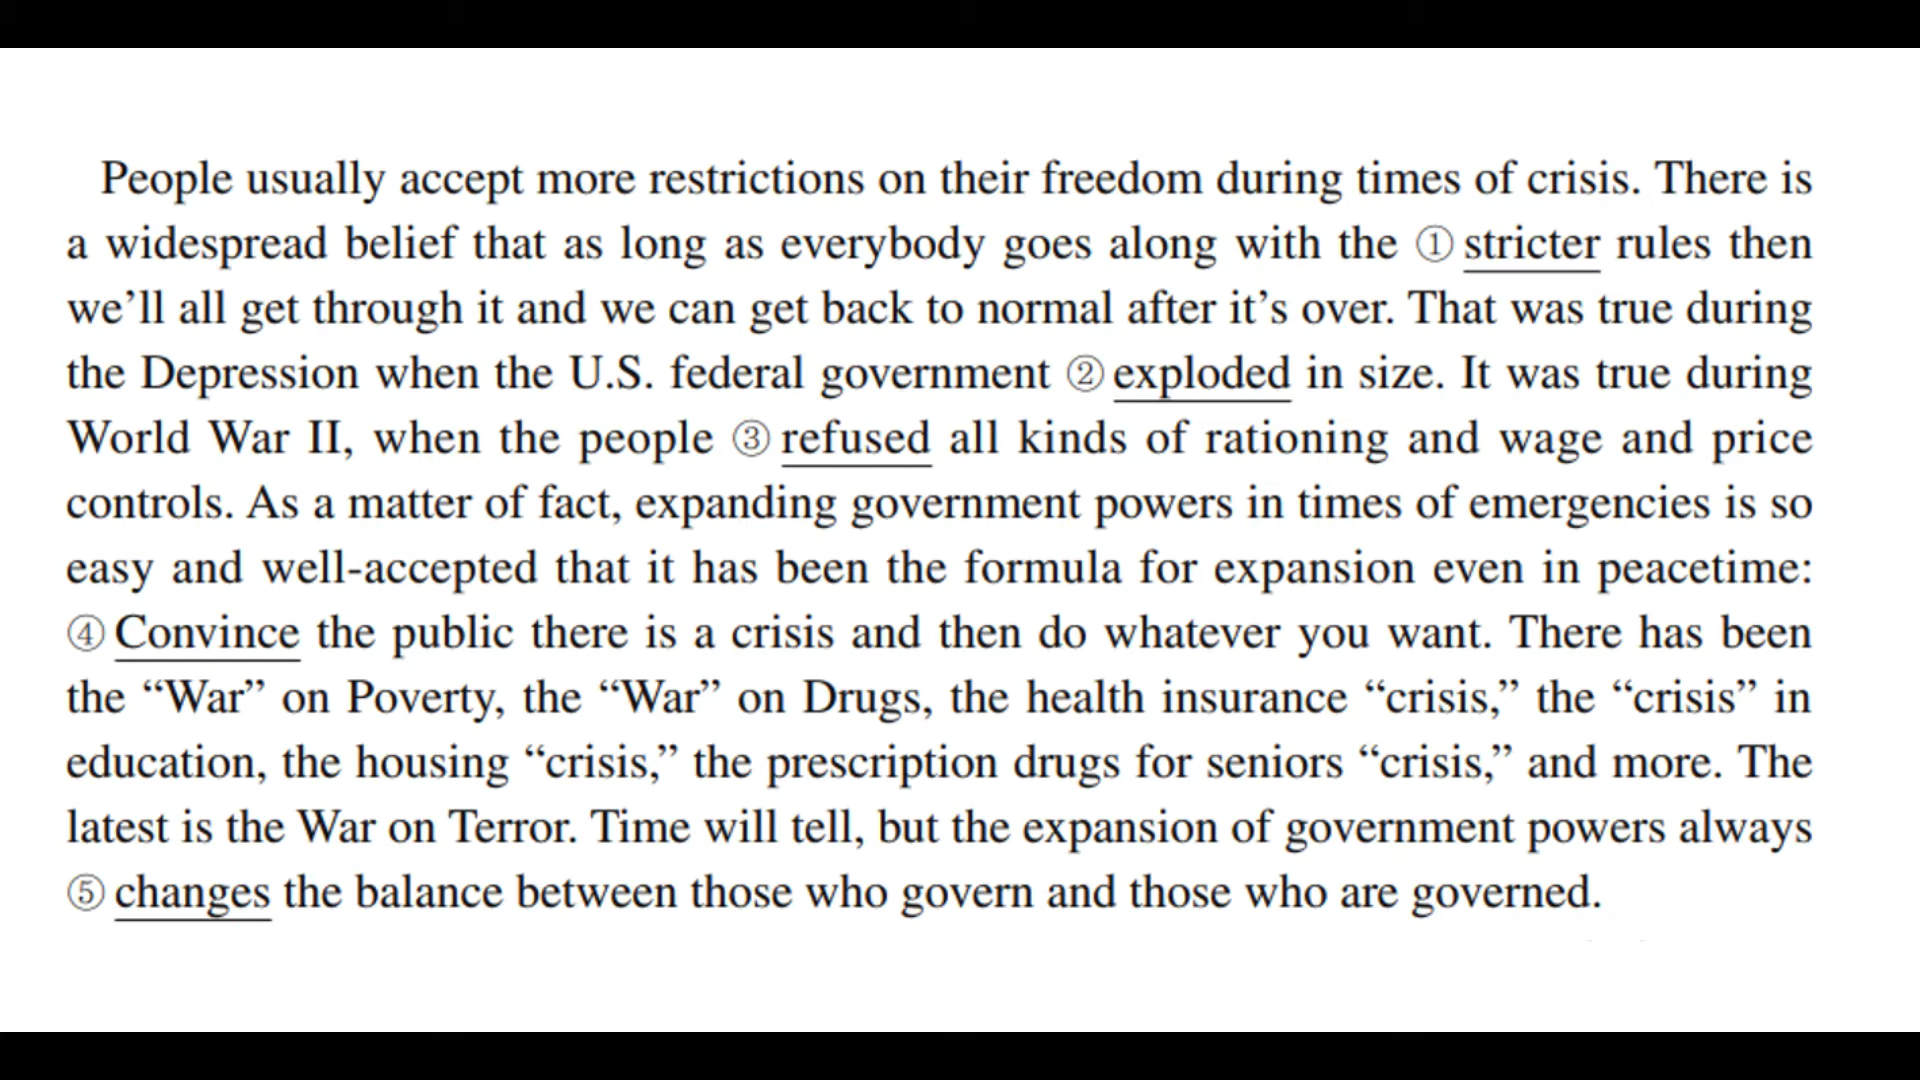 People usually accept more restrictions on their freedom during times of crisis. There is
a widespread belief that as long as everybody goes along with the ① stricter rules then
we’ll all get through it and we can get back to normal after it’s over. That was true during
the Depression when the U.S. federal government ② exploded in size. It was true during
World War II, when the people ③ refused all kinds of rationing and wage and price
controls. As a matter of fact, expanding government powers in times of emergencies is so
easy and well-accepted that it has been the formula for expansion even in peacetime:
④ Convince the public there is a crisis and then do whatever you want. There has been
the “War” on Poverty, the “War” on Drugs, the health insurance “crisis,” the “crisis” in
education, the housing “crisis,” the prescription drugs for seniors “crisis,” and more. The
latest is the War on Terror. Time will tell, but the expansion of government powers always
⑤ changes the balance between those who govern and those who are governed.